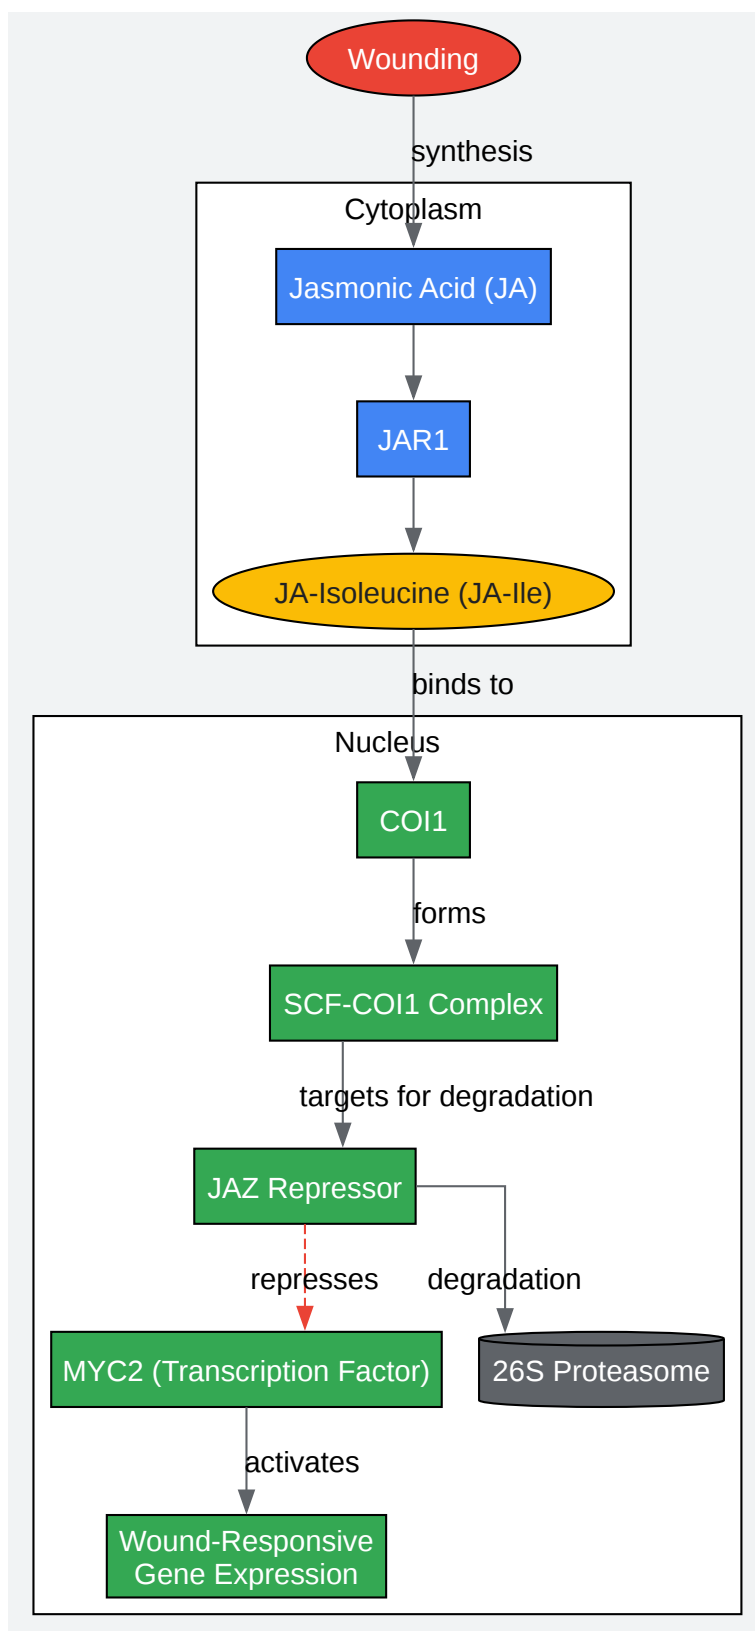 Wounding
synthesis
Cytoplasm
Jasmonic Acid (JA)
JAR1
JA-Isoleucine (JA-Ile)
binds to
Nucleus
COI1
forms
SCF-COI1 Complex
targets for degradation
JAZ Repressor
represses
degradation
MYC2 (Transcription Factor)
26S Proteasome
activates
Wound-Responsive
Gene Expression